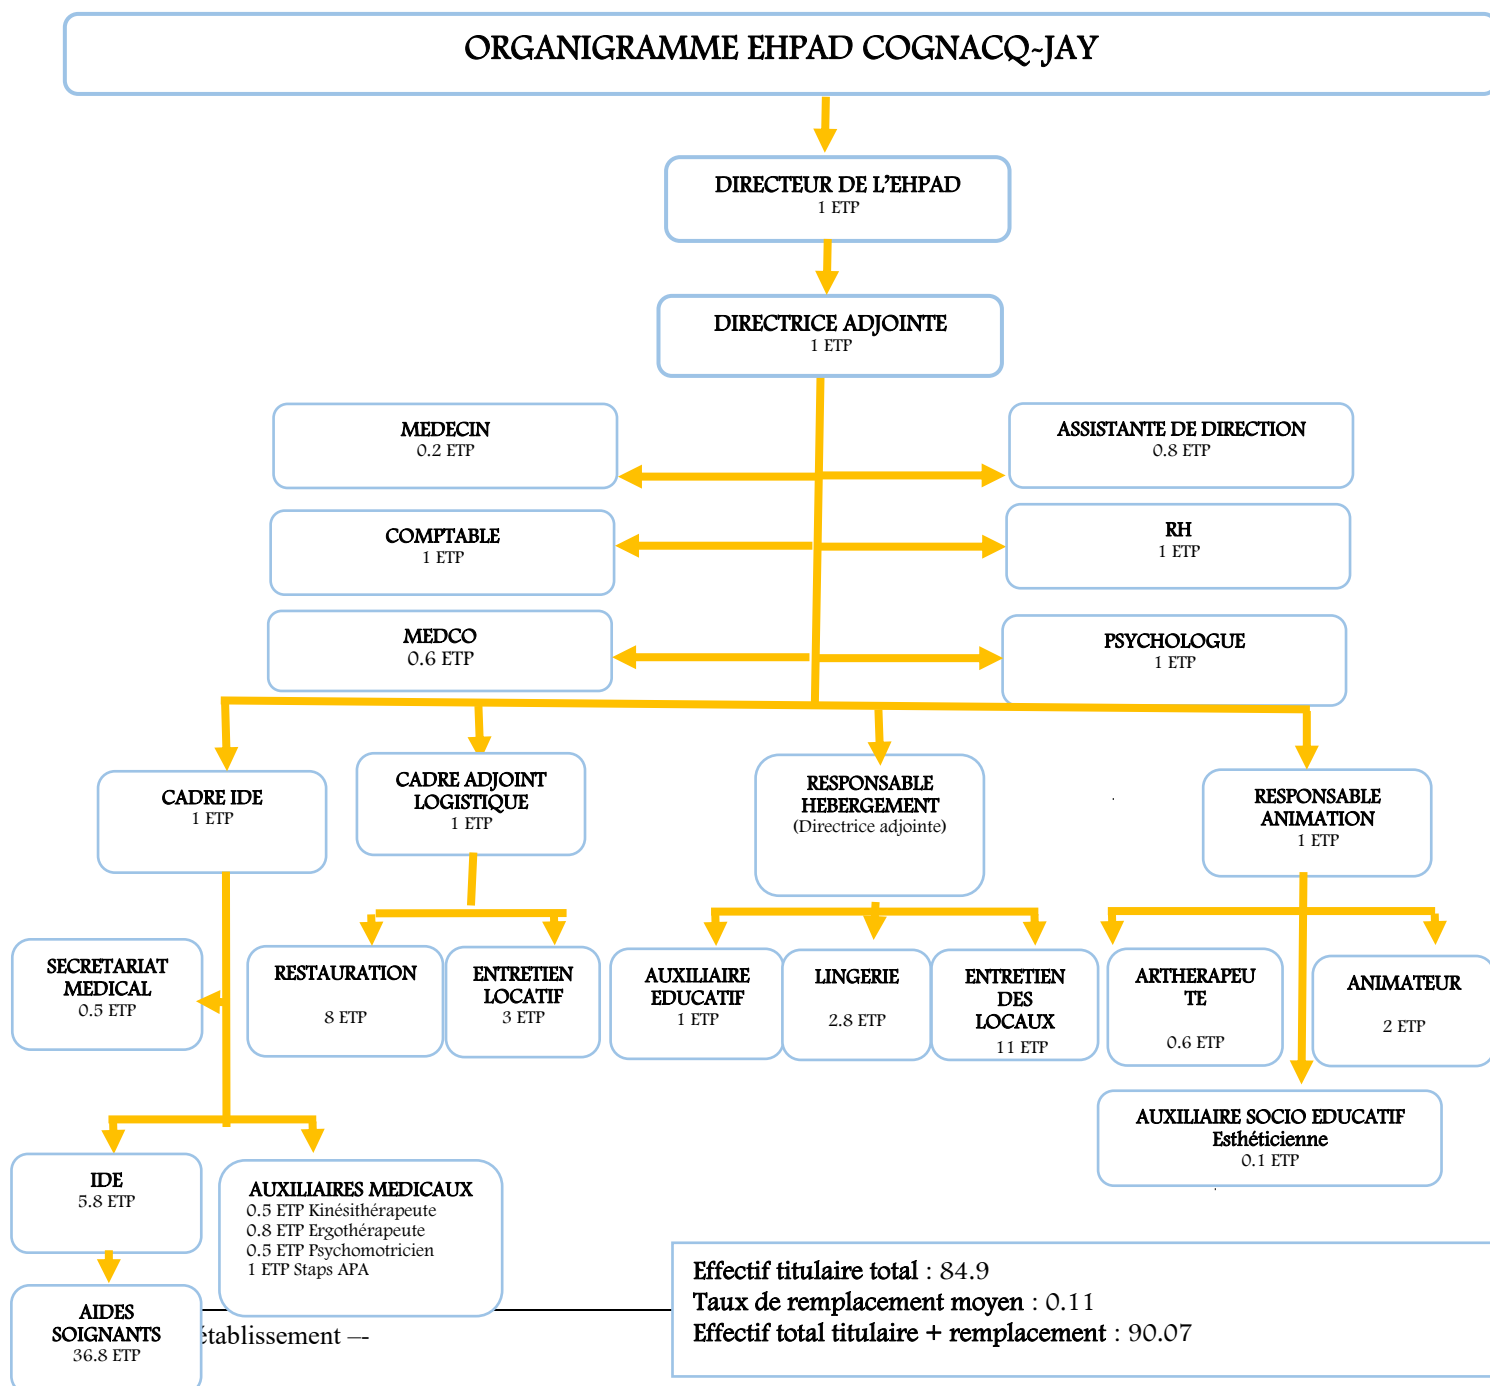 ORGANIGRAMME EHPAD COGNACQ-JAY
DIRECTEUR DE L'EHPAD
1 ETP
DIRECTRICE ADJOINTE
1 ETP
MEDECIN
0.2 ETP
ASSISTANTE DE DIRECTION
0.8 ETP
COMPTABLE
1 ETP
RH
1 ETP
MEDCO
0.6 ETP
PSYCHOLOGUE
1 ETP
CADRE IDE
1 ETP
CADRE ADJOINT
LOGISTIQUE
1 ETP
RESPONSABLE
HEBERGEMENT
(Directrice adjointe)
RESPONSABLE
ANIMATION
1 ETP
SECRETARIAT
MEDICAL
0.5 ETP
RESTAURATION
8 ETP
ENTRETIEN
LOCATIF
3 ETP
AUXILIAIRE
EDUCATIF
1 ETP
LINGERIE
2.8 ETP
ENTRETIEN
DES
LOCAUX
11 ETP
ARTHERAPEU
TE
0.6 ETP
ANIMATEUR
2 ETP
AUXILIAIRE SOCIO EDUCATIF
Esthéticienne
0.1 ETP
IDE
5.8 ETP
AUXILIAIRES MEDICAUX
0.5 ETP Kinésithérapeute
0.8 ETP Ergothérapeute
0.5 ETP Psychomotricien
1 ETP Staps APA
AIDES
SOIGNANTS
36.8 ETP
établissement –-
Effectif titulaire total : 84.9
Taux de remplacement moyen : 0.11
Effectif total titulaire + remplacement : 90.07